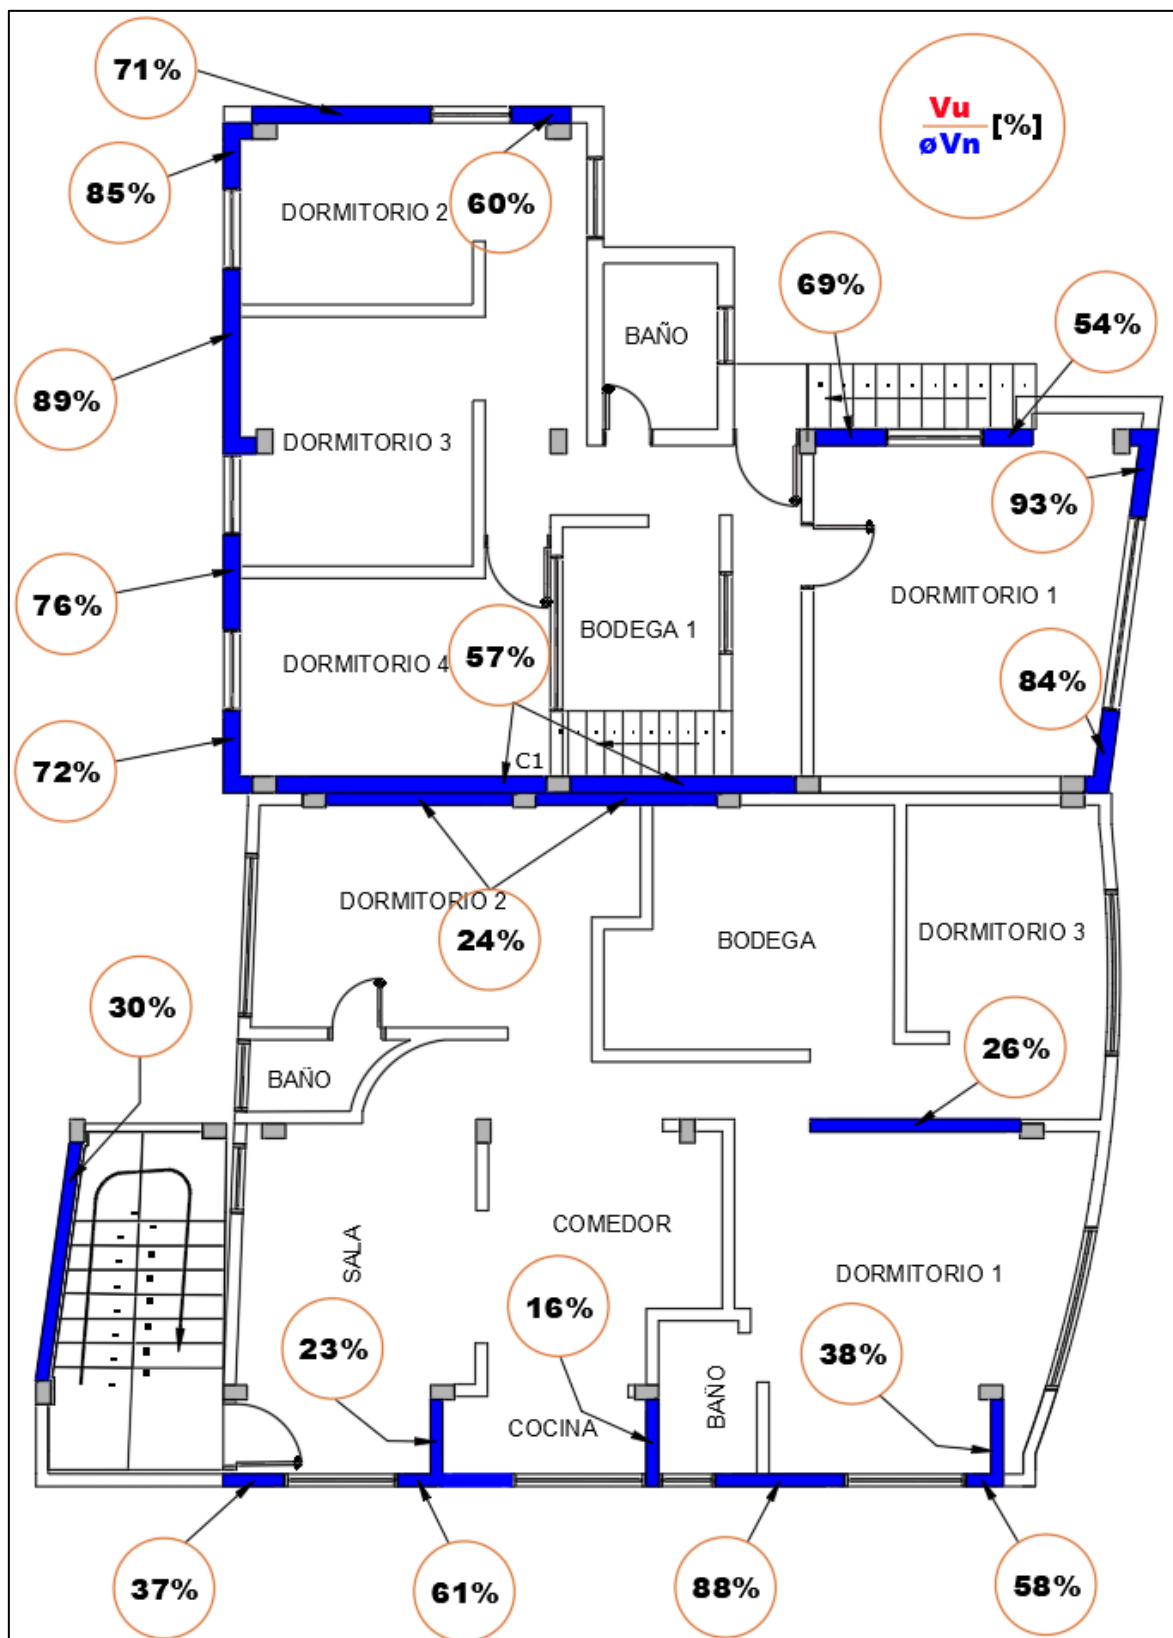 71%
Vu
øVn [%]
85%
60%
DORMITORIO 2
69%
54%
BAÑO
89%
DORMITORIO 3
93%
76%
DORMITORIO 1
BODEGA 1
57%
DORMITORIO 4
84%
72%
C1
DORMITORIO 2
24%
BODEGA
DORMITORIO 3
30%
26%
BAÑO
COMEDOR
SALA
DORMITORIO 1
16%
23%
38%
BAÑO
COCINA
37%
61%
88%
58%